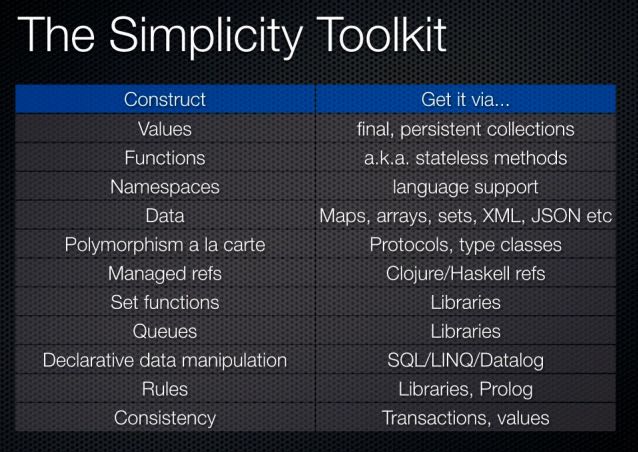 The Simplicity Toolkit
Construct Get it via...
Values final, persistent collections
Functions a.k.a. stateless methods
Namespaces language support
Data Maps, arrays, sets, XML, JSON etc
Polymorphism a la carte Protocols, type classes
Managed refs Clojure/Haskell refs
Set functions Libraries
Queues Libraries
Declarative data manipulation SQL/LINQ/Datalog
Rules Libraries, Prolog
Consistency Transactions, values